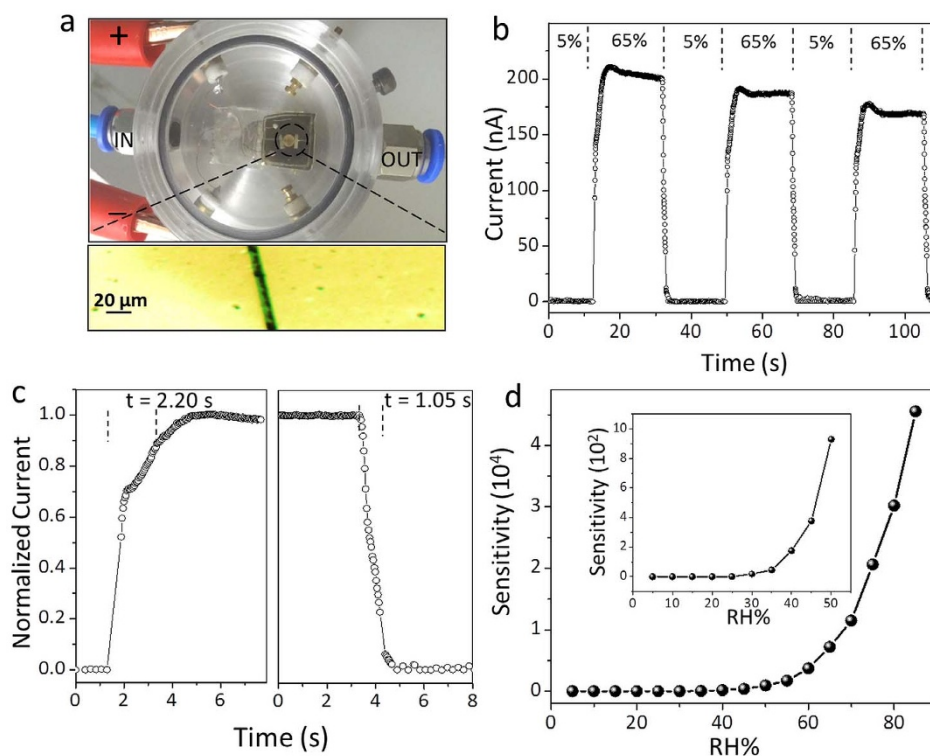 a
+
IN
OUT
−
20 μm
b
5% 65% 5% 65% 5% 65%
200
150
100
50
0
Current (nA)
0 20 40 60 80 100
Time (s)
c
t = 2.20 s
t = 1.05 s
1.0
0.8
0.6
0.4
0.2
0.0
Normalized Current
0 2 4 6 0 2 4 6 8
Time (s)
d
4
3
2
1
0
Sensitivity (10⁴)
0 20 40 60 80
RH%
10
8
6
4
2
0
Sensitivity (10²)
0 10 20 30 40 50
RH%